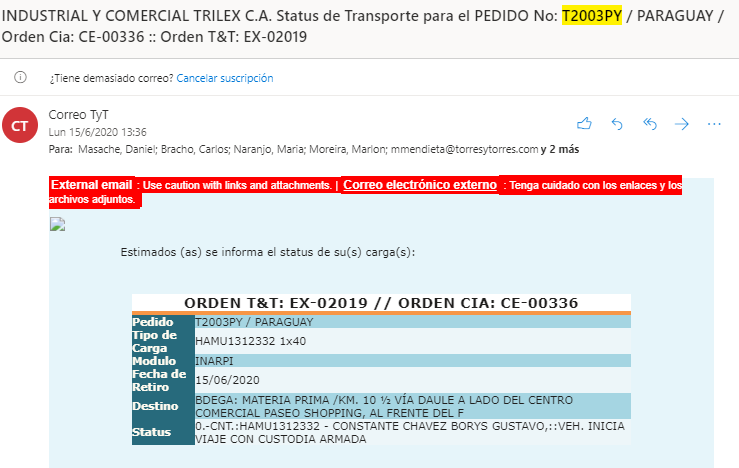 INDUSTRIAL Y COMERCIAL TRILEX C.A. Status de Transporte para el PEDIDO No: T2003PY / PARAGUAY /
Orden Cia: CE-00336 :: Orden T&T: EX-02019
¿Tiene demasiado correo? Cancelar suscripción
CT
Correo TyT
Lun 15/6/2020 13:36
Para: Masache, Daniel; Bracho, Carlos; Naranjo, Maria; Moreira, Marlon; mmendieta@torresytorres.com y 2 más
External email : Use caution with links and attachments. | Correo electrónico externo : Tenga cuidado con los enlaces y los
archivos adjuntos.
Estimados (as) se informa el status de su(s) carga(s):
ORDEN T&T: EX-02019 // ORDEN CIA: CE-00336
Pedido T2003PY / PARAGUAY
Tipo de
Carga HAMU1312332 1x40
Modulo INARPI
Fecha de
Retiro 15/06/2020
Destino BDEGA: MATERIA PRIMA /KM. 10 ½ VÍA DAULE A LADO DEL CENTRO
COMERCIAL PASEO SHOPPING, AL FRENTE DEL F
Status 0.-CNT.:HAMU1312332 - CONSTANTE CHAVEZ BORYS GUSTAVO,::VEH. INICIA
VIAJE CON CUSTODIA ARMADA